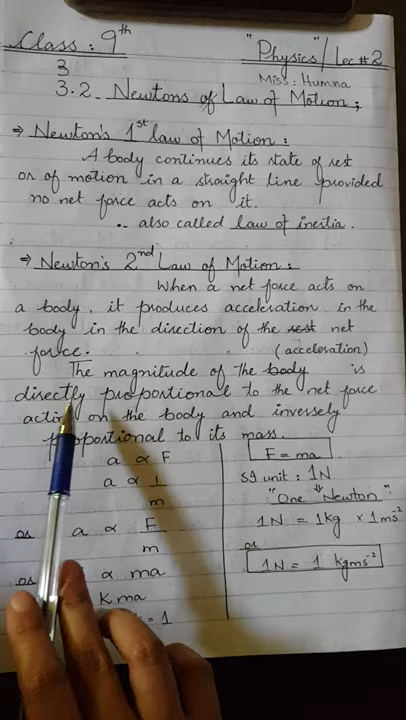 Class : 9th
"Physics" / Lec # 2
3
Miss : Humna
3.2. Newtons of Law of Motion ;
⇒ Newton's 1st law of Motion :
A body continues its state of rest
or of motion in a straight line provided
no net force acts on it.
∴ also called law of inertia .
⇒ Newton's 2nd Law of Motion :
When a net force acts on
a body, it produces acceleration in the
body in the direction of the rest net
force.
(acceleration)
The magnitude of the body is
directly proportional to the net force
on the body and inversely
proportional to its mass.
a ∝ F
a ∝ 1/m
or a ∝ F/m
or ∝ ma
K ma
= 1
F = ma
SI unit : 1N
"One Newton"
1N = 1kg × 1ms⁻²
or
1N = 1 kgms⁻²